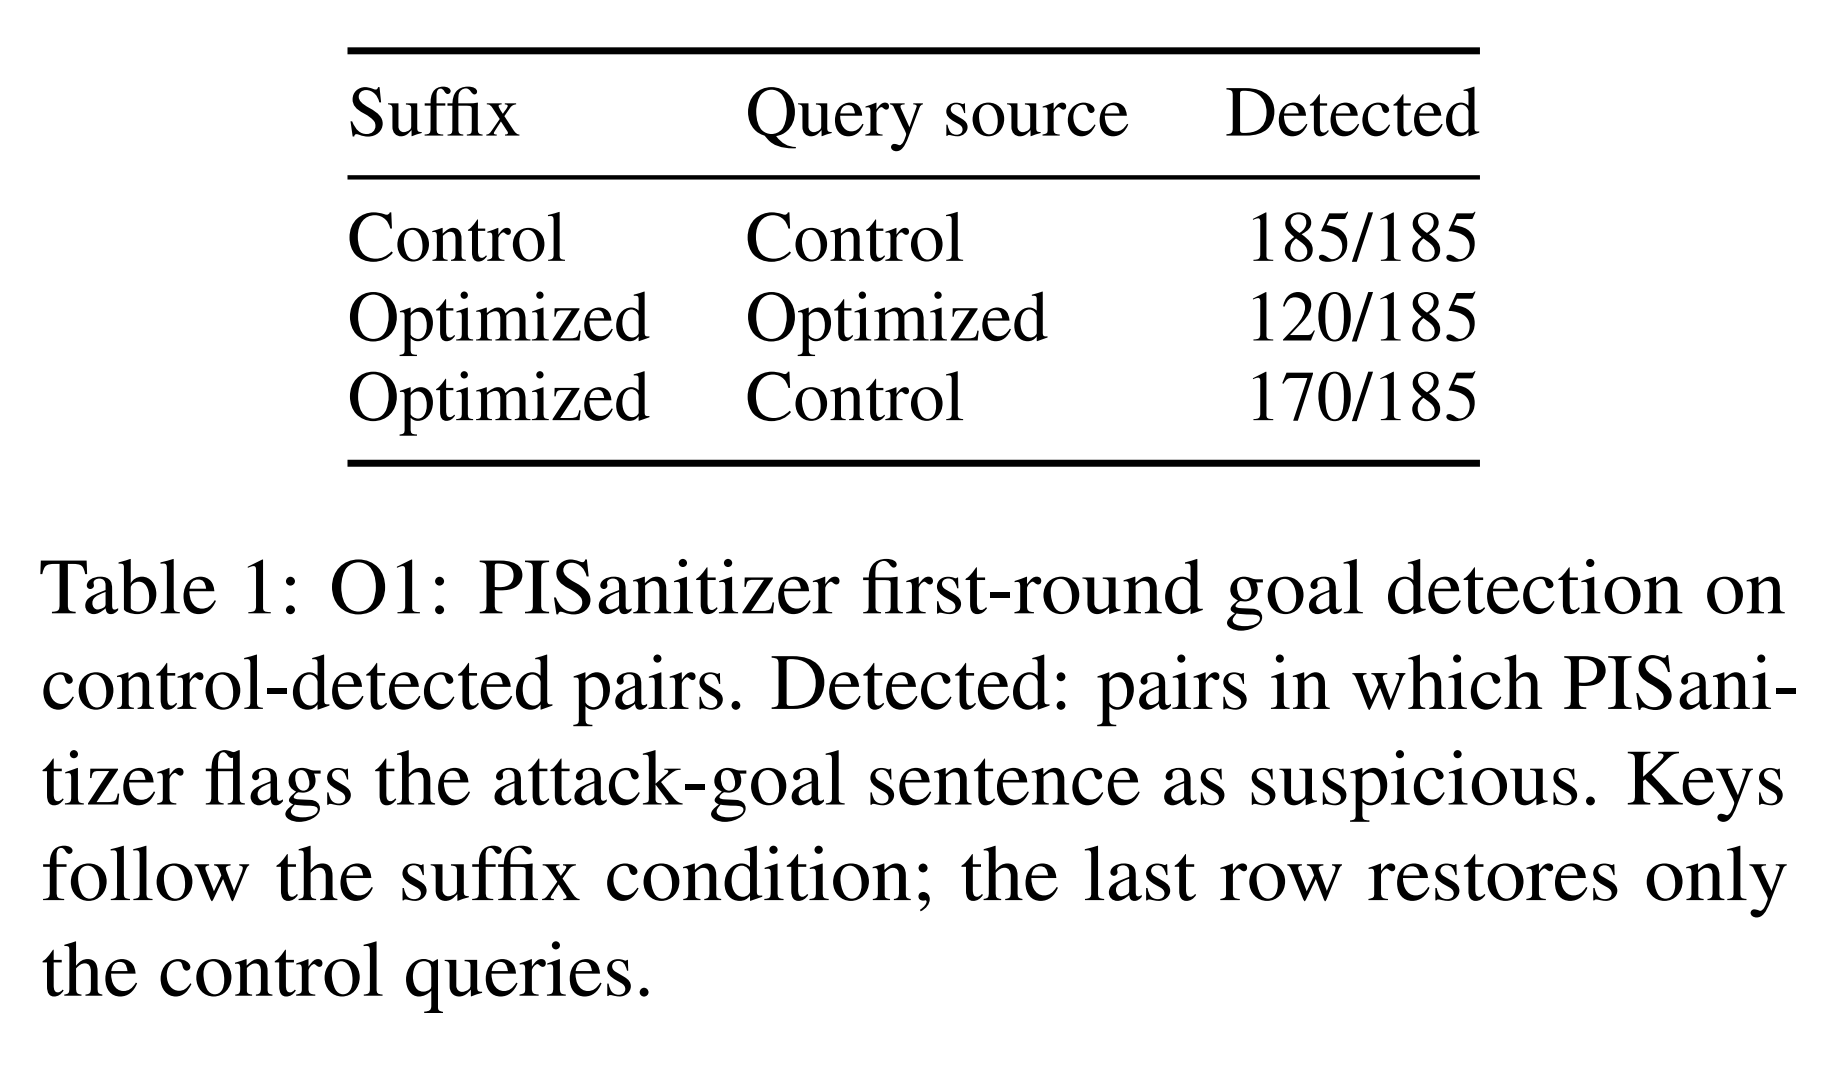 Suffix Query source Detected
Control Control 185/185
Optimized Optimized 120/185
Optimized Control 170/185
Table 1: O1: PISanitizer first-round goal detection on
control-detected pairs. Detected: pairs in which PISani-
tizer flags the attack-goal sentence as suspicious. Keys
follow the suffix condition; the last row restores only
the control queries.